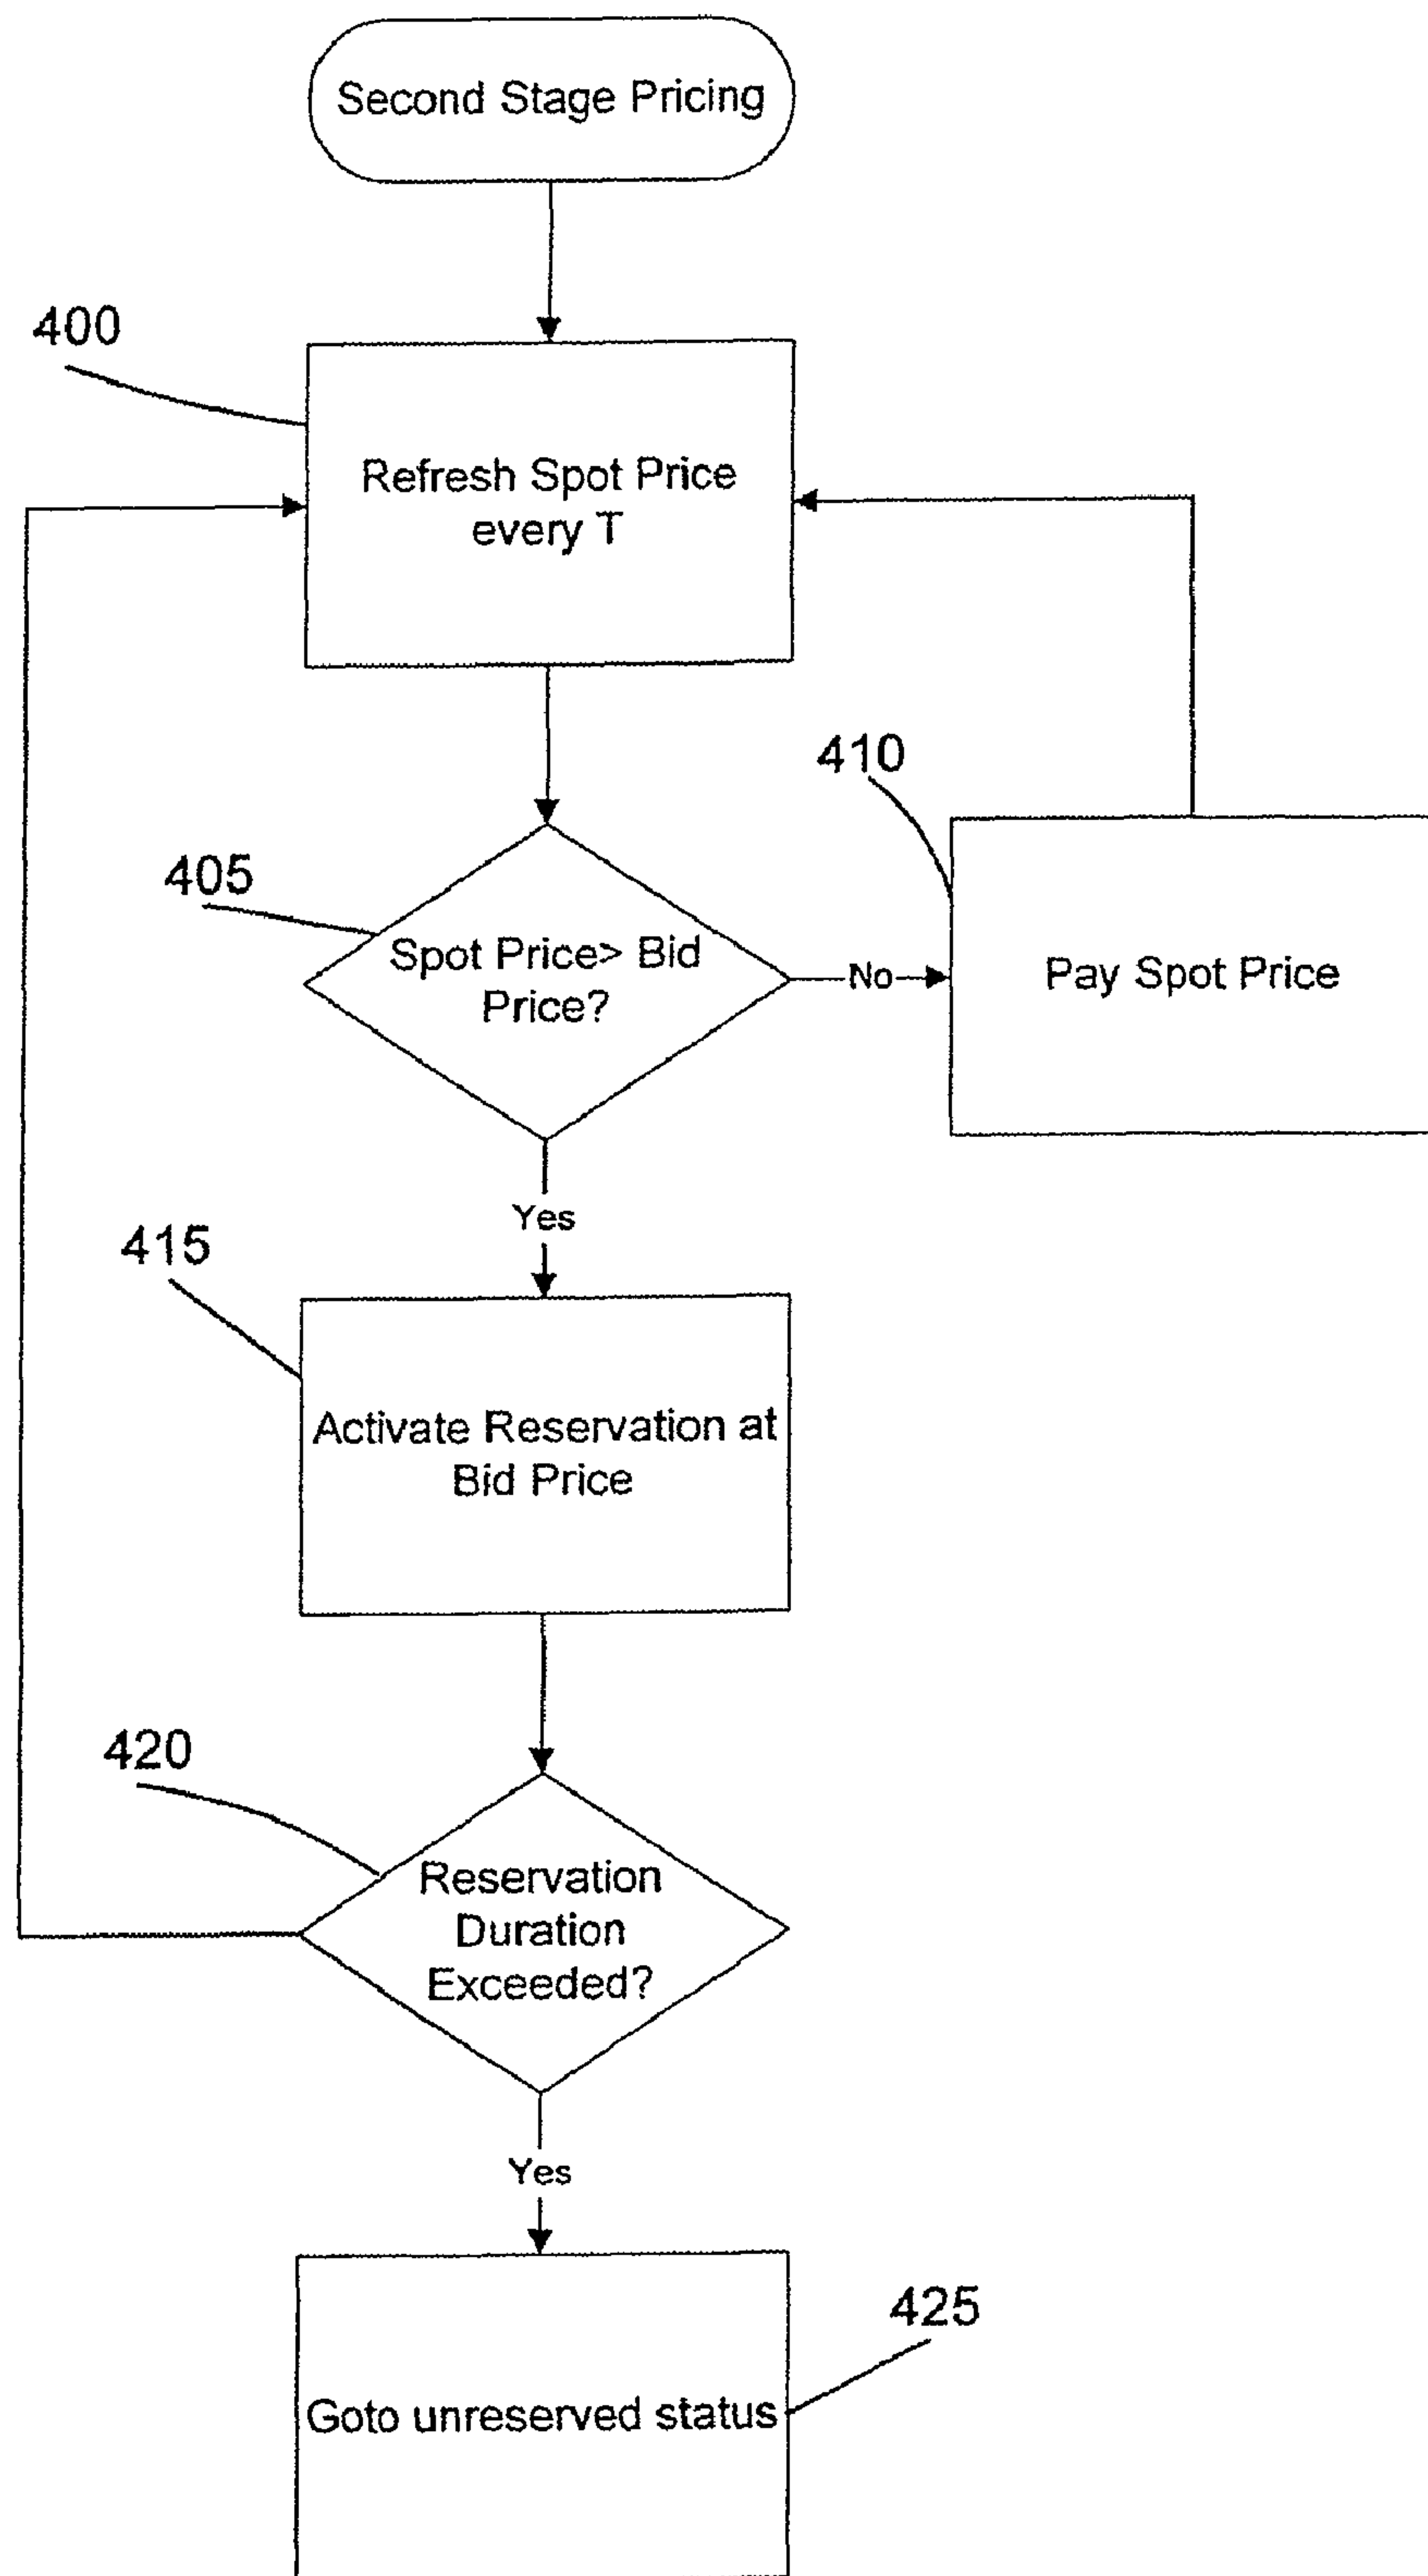 Second Stage Pricing
400
Refresh Spot Price
every T
410
405
Spot Price> Bid
Price?
No
Pay Spot Price
Yes
415
Activate Reservation at
Bid Price
420
Reservation
Duration
Exceeded?
Yes
425
Goto unreserved status